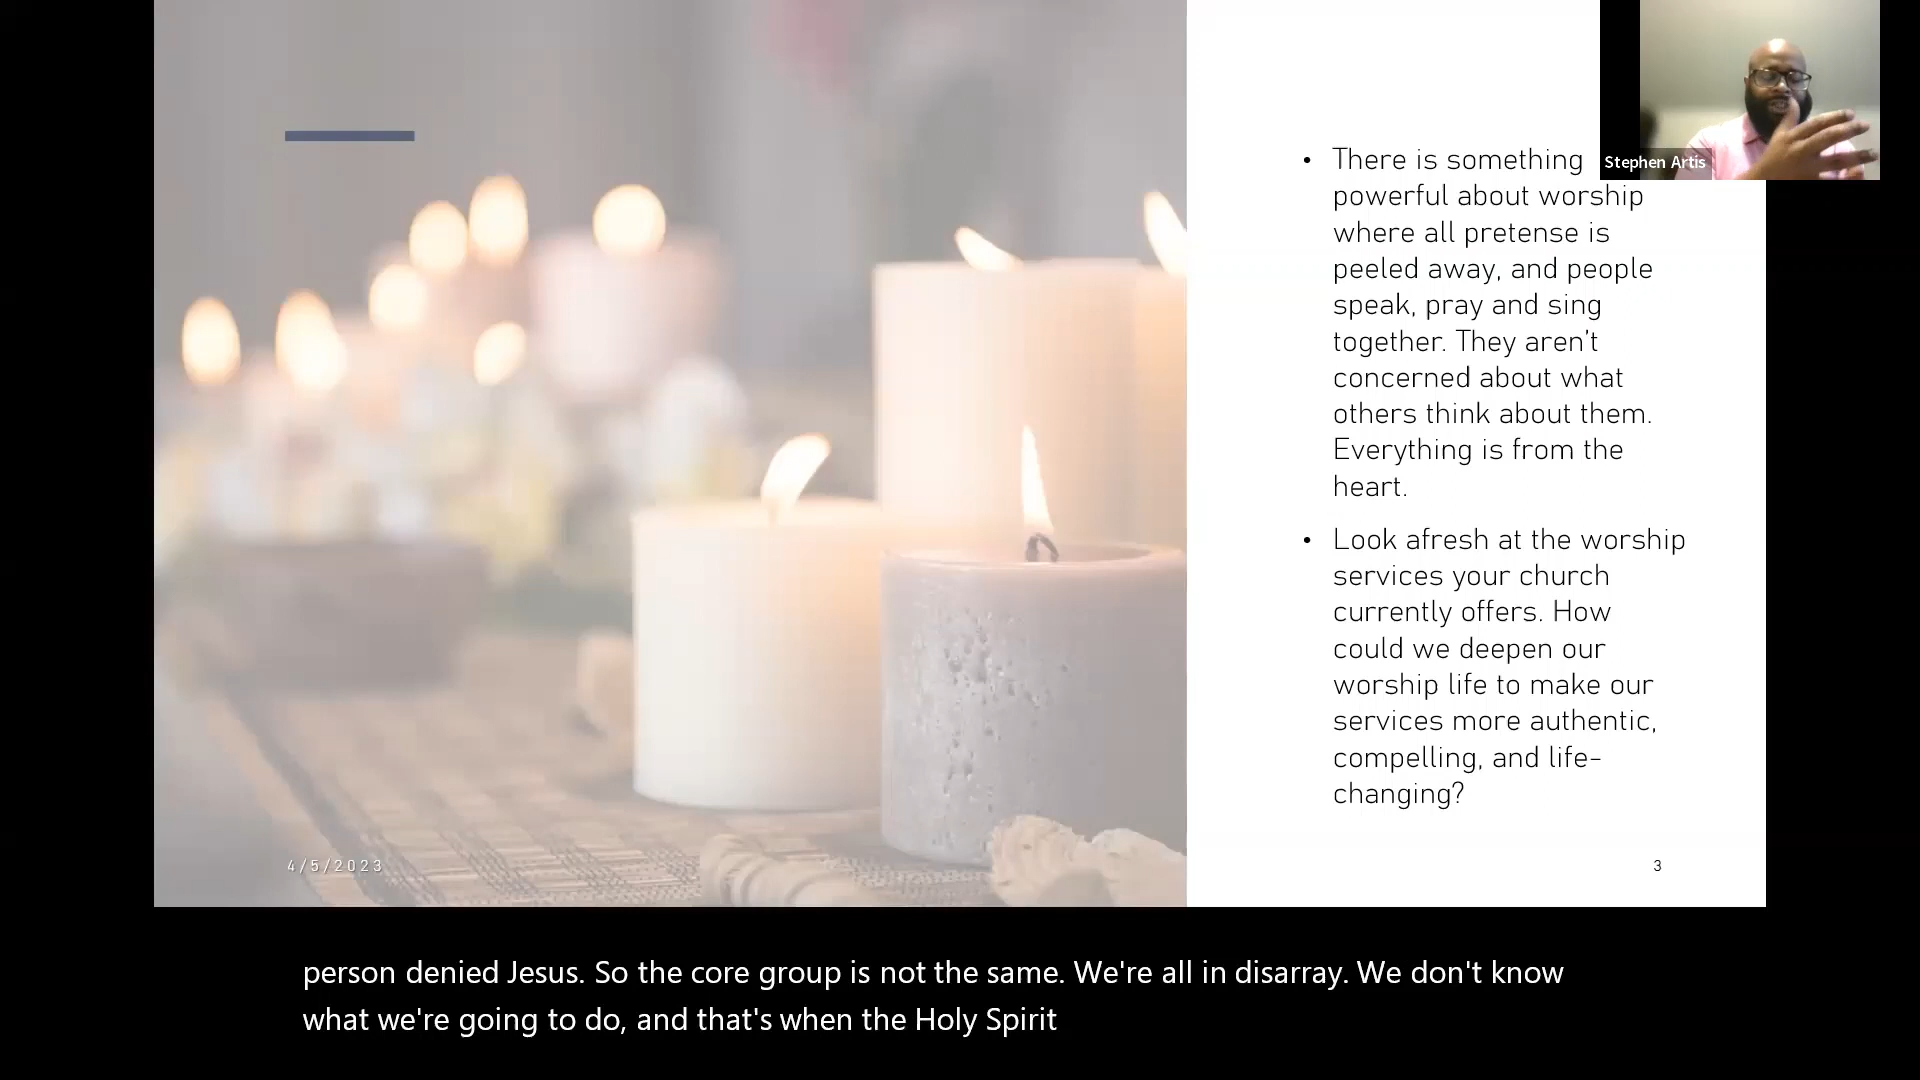 • There is something
powerful about worship
where all pretense is
peeled away, and people
speak, pray and sing
together. They aren't
concerned about what
others think about them.
Everything is from the
heart.
• Look afresh at the worship
services your church
currently offers. How
could we deepen our
worship life to make our
services more authentic,
compelling, and life-
changing?
Stephen Artis
4/5/2023
3
person denied Jesus. So the core group is not the same. We're all in disarray. We don't know
what we're going to do, and that's when the Holy Spirit